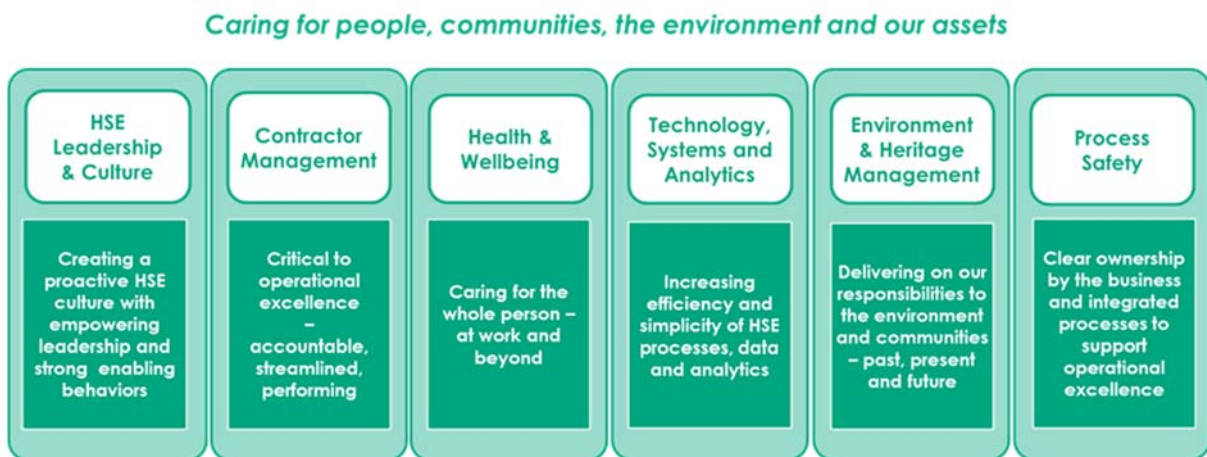 Caring for people, communities, the environment and our assets
HSE
Leadership
& Culture
Creating a
proactive HSE
culture with
empowering
leadership and
strong enabling
behaviors
Contractor
Management
Critical to
operational
excellence
–
accountable,
streamlined,
performing
Health &
Wellbeing
Caring for the
whole person –
at work and
beyond
Technology,
Systems and
Analytics
Increasing
efficiency and
simplicity of HSE
processes, data
and analytics
Environment
& Heritage
Management
Delivering on our
responsibilities to
the environment
and communities
– past, present
and future
Process
Safety
Clear ownership
by the business
and integrated
processes to
support
operational
excellence